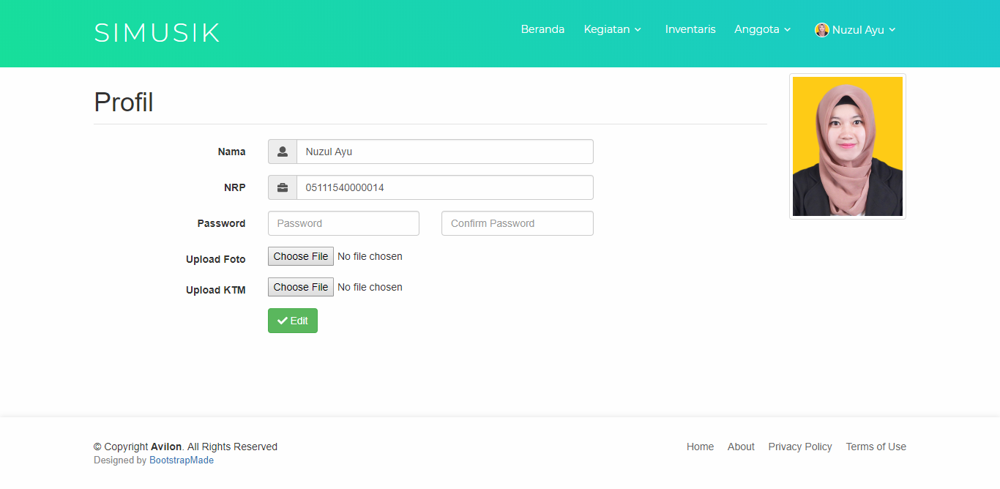 SIMUSIK
Beranda Kegiatan Inventaris Anggota Nuzul Ayu
Profil
Nama Nuzul Ayu
NRP 05111540000014
Password Password Confirm Password
Upload Foto Choose File No file chosen
Upload KTM Choose File No file chosen
Edit
© Copyright Avilon. All Rights Reserved
Designed by BootstrapMade
Home About Privacy Policy Terms of Use